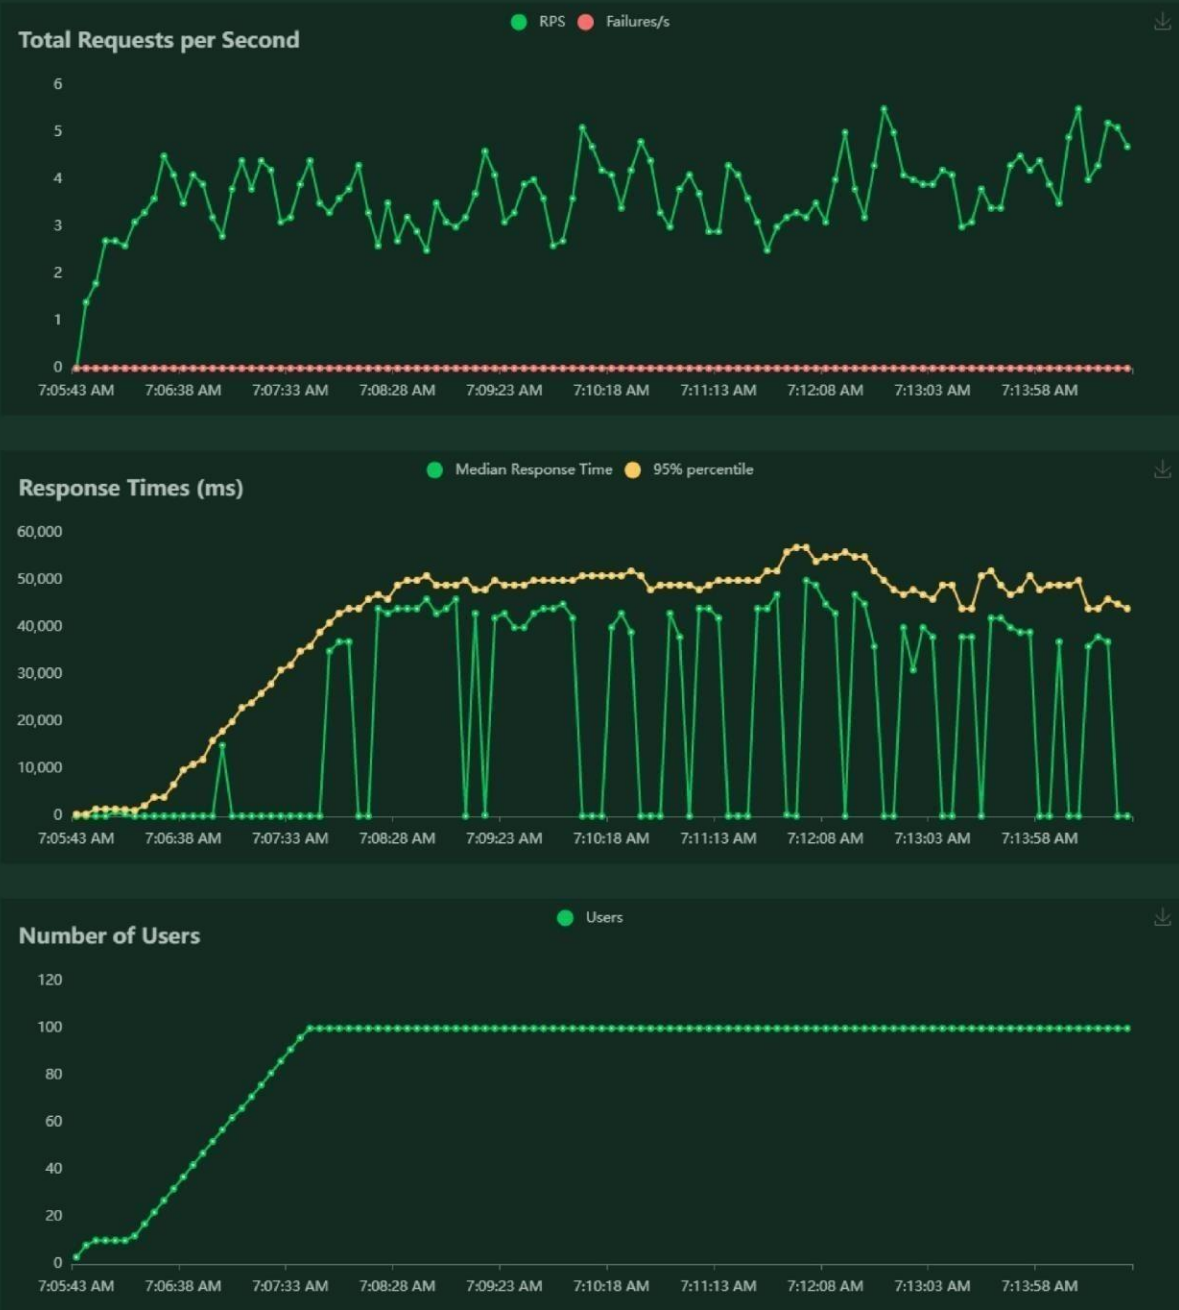 RPS Failures/s
Total Requests per Second
6
5
4
3
2
1
0
7:05:43 AM 7:06:38 AM 7:07:33 AM 7:08:28 AM 7:09:23 AM 7:10:18 AM 7:11:13 AM 7:12:08 AM 7:13:03 AM 7:13:58 AM
Median Response Time 95% percentile
Response Times (ms)
60,000
50,000
40,000
30,000
20,000
10,000
0
7:05:43 AM 7:06:38 AM 7:07:33 AM 7:08:28 AM 7:09:23 AM 7:10:18 AM 7:11:13 AM 7:12:08 AM 7:13:03 AM 7:13:58 AM
Users
Number of Users
120
100
80
60
40
20
0
7:05:43 AM 7:06:38 AM 7:07:33 AM 7:08:28 AM 7:09:23 AM 7:10:18 AM 7:11:13 AM 7:12:08 AM 7:13:03 AM 7:13:58 AM